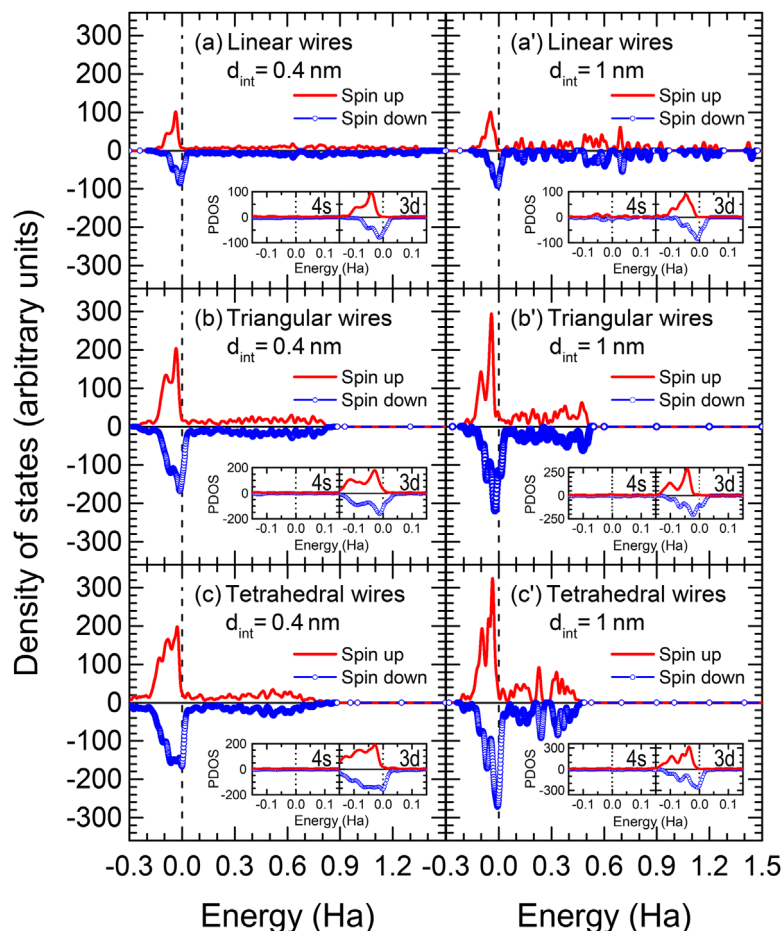 Density of states (arbitrary units)
300
200
100
0
-100
-200
-300
(a) Linear wires
dint= 0.4 nm
Spin up
Spin down
PDOS
100
0
-100
4s
3d
-0.1 0.0 0.1 -0.1 0.0 0.1
Energy (Ha)
(a') Linear wires
dint= 1 nm
Spin up
Spin down
PDOS
100
0
-100
4s
3d
-0.1 0.0 0.1 -0.1 0.0 0.1
Energy (Ha)
300
200
100
0
-100
-200
-300
(b) Triangular wires
dint= 0.4 nm
Spin up
Spin down
PDOS
200
0
-200
4s
3d
-0.1 0.0 0.1 -0.1 0.0 0.1
Energy (Ha)
(b') Triangular wires
dint= 1 nm
Spin up
Spin down
PDOS
250
0
-250
4s
3d
-0.1 0.0 0.1 -0.1 0.0 0.1
Energy (Ha)
300
200
100
0
-100
-200
-300
(c) Tetrahedral wires
dint= 0.4 nm
Spin up
Spin down
PDOS
200
0
-200
4s
3d
-0.1 0.0 0.1 -0.1 0.0 0.1
Energy (Ha)
(c') Tetrahedral wires
dint= 1 nm
Spin up
Spin down
PDOS
300
0
-300
4s
3d
-0.1 0.0 0.1 -0.1 0.0 0.1
Energy (Ha)
-0.3 0.0 0.3 0.6 0.9 1.2 -0.3 0.0 0.3 0.6 0.9 1.2 1.5
Energy (Ha) Energy (Ha)